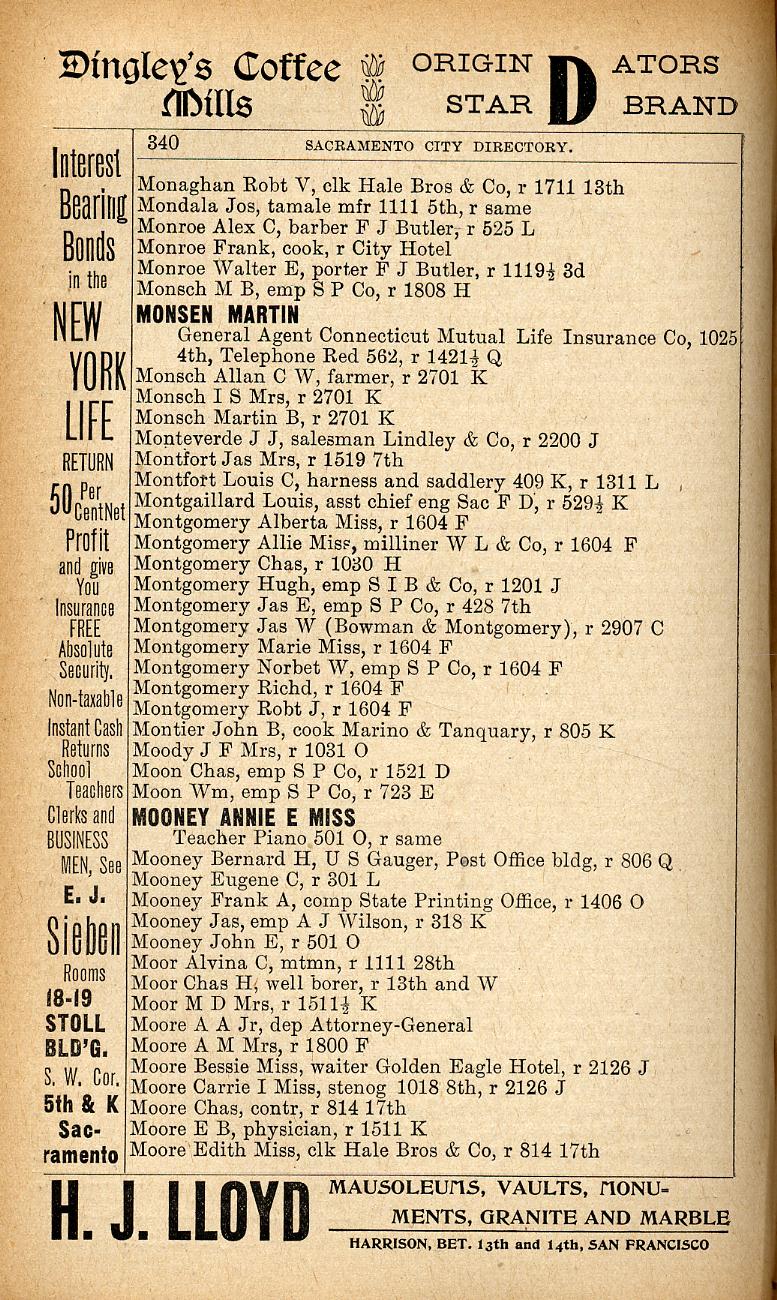 Dingley's Coffee
Mills
ORIGIN D ATORS
STAR BRAND
340 SACRAMENTO CITY DIRECTORY.
Interest
Bearing
Bonds
in the
NEW
YORK
LIFE
RETURN
50 Per
Cent Net
Profit
and give
You
Insurance
FREE
Absolute
Security.
Non-taxable
Instant Cash
Returns
School
Teachers
Clerks and
BUSINESS
MEN, See
E. J.
Sieben
Rooms
18-19
STOLL
BLD'G.
S. W. Cor.
5th & K
Sac-
ramento
Monaghan Robt V, clk Hale Bros & Co, r 1711 13th
Mondala Jos, tamale mfr 1111 5th, r same
Monroe Alex C, barber F J Butler, r 525 L
Monroe Frank, cook, r City Hotel
Monroe Walter E, porter F J Butler, r 1119½ 3d
Monsch M B, emp S P Co, r 1808 H
MONSEN MARTIN
General Agent Connecticut Mutual Life Insurance Co, 1025
4th, Telephone Red 562, r 1421½ Q
Monsch Allan C W, farmer, r 2701 K
Monsch I S Mrs, r 2701 K
Monsch Martin B, r 2701 K
Monteverde J J, salesman Lindley & Co, r 2200 J
Montfort Jas Mrs, r 1519 7th
Montfort Louis C, harness and saddlery 409 K, r 1311 L
Montgaillard Louis, asst chief eng Sac F D, r 529½ K
Montgomery Alberta Miss, r 1604 F
Montgomery Allie Miss, milliner W L & Co, r 1604 F
Montgomery Chas, r 1030 H
Montgomery Hugh, emp S I B & Co, r 1201 J
Montgomery Jas E, emp S P Co, r 428 7th
Montgomery Jas W (Bowman & Montgomery), r 2907 C
Montgomery Marie Miss, r 1604 F
Montgomery Norbet W, emp S P Co, r 1604 F
Montgomery Richd, r 1604 F
Montgomery Robt J, r 1604 F
Montier John B, cook Marino & Tanquary, r 805 K
Moody J F Mrs, r 1031 O
Moon Chas, emp S P Co, r 1521 D
Moon Wm, emp S P Co, r 723 E
MOONEY ANNIE E MISS
Teacher Piano 501 O, r same
Mooney Bernard H, U S Gauger, Post Office bldg, r 806 Q
Mooney Eugene C, r 301 L
Mooney Frank A, comp State Printing Office, r 1406 O
Mooney Jas, emp A J Wilson, r 318 K
Mooney John E, r 501 O
Moor Alvina C, mtmn, r 1111 28th
Moor Chas H, well borer, r 13th and W
Moor M D Mrs, r 1511½ K
Moore A A Jr, dep Attorney-General
Moore A M Mrs, r 1800 F
Moore Bessie Miss, waiter Golden Eagle Hotel, r 2126 J
Moore Carrie I Miss, stenog 1018 8th, r 2126 J
Moore Chas, contr, r 814 17th
Moore E B, physician, r 1511 K
Moore Edith Miss, clk Hale Bros & Co, r 814 17th
H. J. LLOYD
MAUSOLEUMS, VAULTS, MONU-
MENTS, GRANITE AND MARBLE
HARRISON, BET. 13th and 14th, SAN FRANCISCO